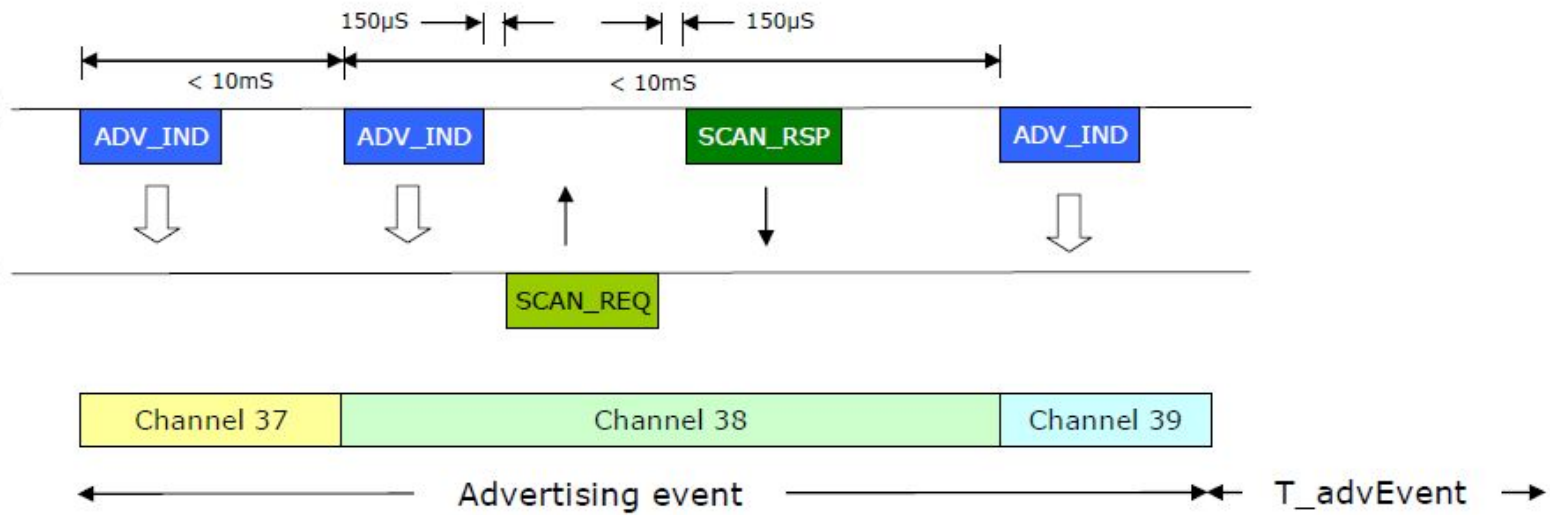 150µS 150µS
< 10mS < 10mS
ADV_IND ADV_IND SCAN_RSP ADV_IND
SCAN_REQ
Channel 37 Channel 38 Channel 39
Advertising event T_advEvent